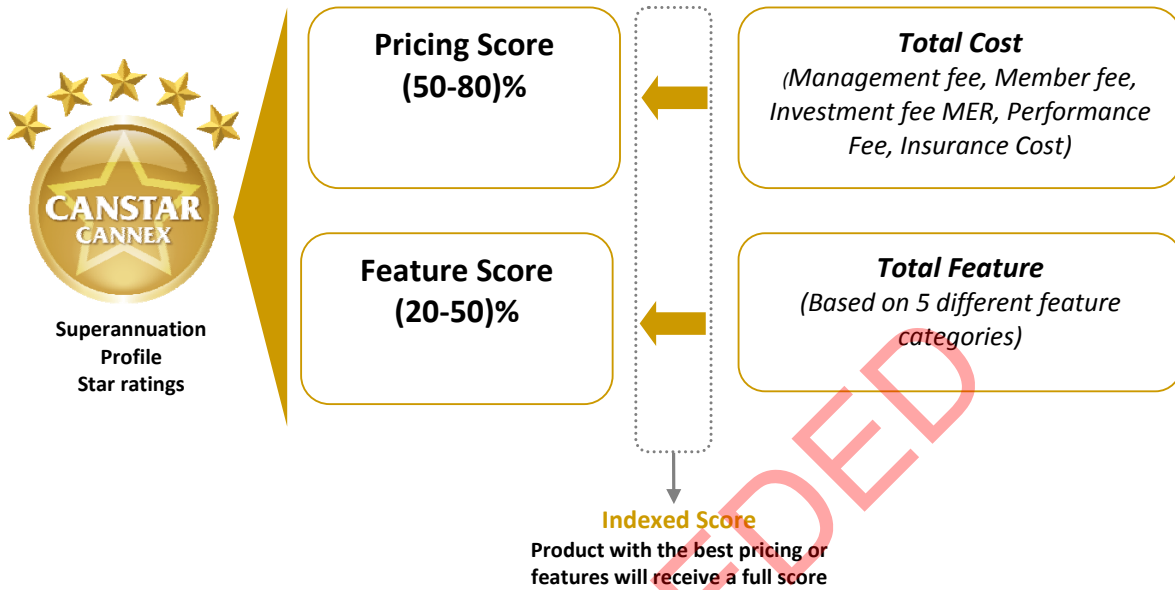 CANSTAR
CANNEX
Superannuation
Profile
Star ratings
Pricing Score
(50-80)%
Total Cost
(Management fee, Member fee,
Investment fee MER, Performance
Fee, Insurance Cost)
Feature Score
(20-50)%
Total Feature
(Based on 5 different feature
categories)
Indexed Score
Product with the best pricing or
features will receive a full score
EDED